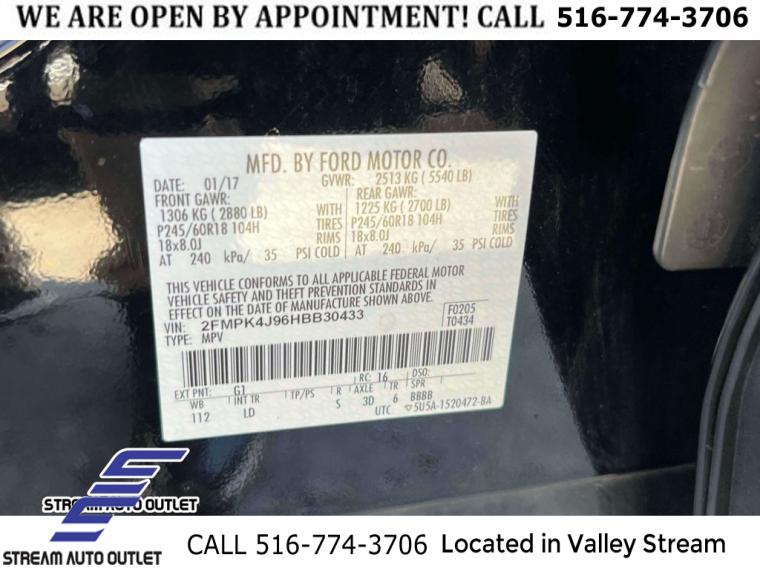 WE ARE OPEN BY APPOINTMENT! CALL 516-774-3706
MFD. BY FORD MOTOR CO.
DATE: 01/17 GVWR: 2513 KG ( 5540 LB)
FRONT GAWR: REAR GAWR:
1306 KG ( 2880 LB) WITH 1225 KG ( 2700 LB) WITH
P245/60R18 104H TIRES P245/60R18 104H TIRES
18x8.0J RIMS 18x8.0J RIMS
AT 240 kPa/ 35 PSI COLD AT 240 kPa/ 35 PSI COLD
THIS VEHICLE CONFORMS TO ALL APPLICABLE FEDERAL MOTOR
VEHICLE SAFETY AND THEFT PREVENTION STANDARDS IN
EFFECT ON THE DATE OF MANUFACTURE SHOWN ABOVE.
VIN: 2FMPK4J96HBB30433 F0205
TYPE: MPV T0434
EXT PNT: G1 RC: 16 DSO:
WB INT TR TP/PS R AXLE TR SPR
112 LD S 3D 6 BBBB
UTC 5U5A-1520472-BA
STREAM AUTO OUTLET
STREAM AUTO OUTLET
CALL 516-774-3706 Located in Valley Stream